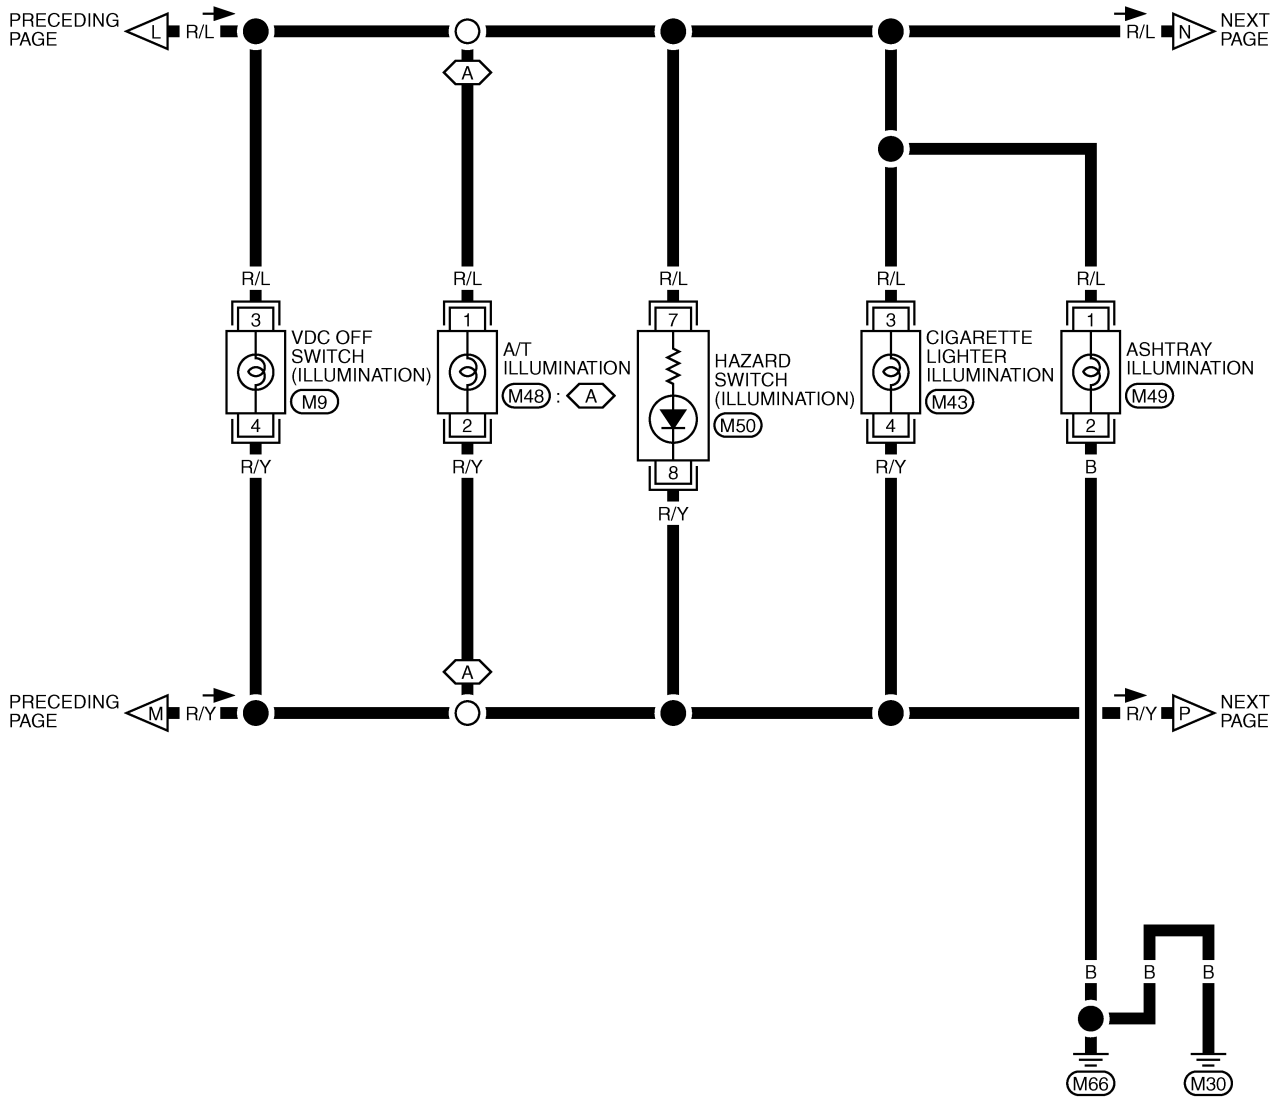 PRECEDING
PAGE
L
R/L
R/L
N
NEXT
PAGE
A
R/L
R/L
R/L
R/L
R/L
3
1
7
3
1
VDC OFF
SWITCH
(ILLUMINATION)
M9
A/T
ILLUMINATION
M48 : A
HAZARD
SWITCH
(ILLUMINATION)
M50
CIGARETTE
LIGHTER
ILLUMINATION
M43
ASHTRAY
ILLUMINATION
M49
4
2
8
4
2
R/Y
R/Y
R/Y
R/Y
B
A
PRECEDING
PAGE
M
R/Y
R/Y
P
NEXT
PAGE
B
B
B
M66
M30